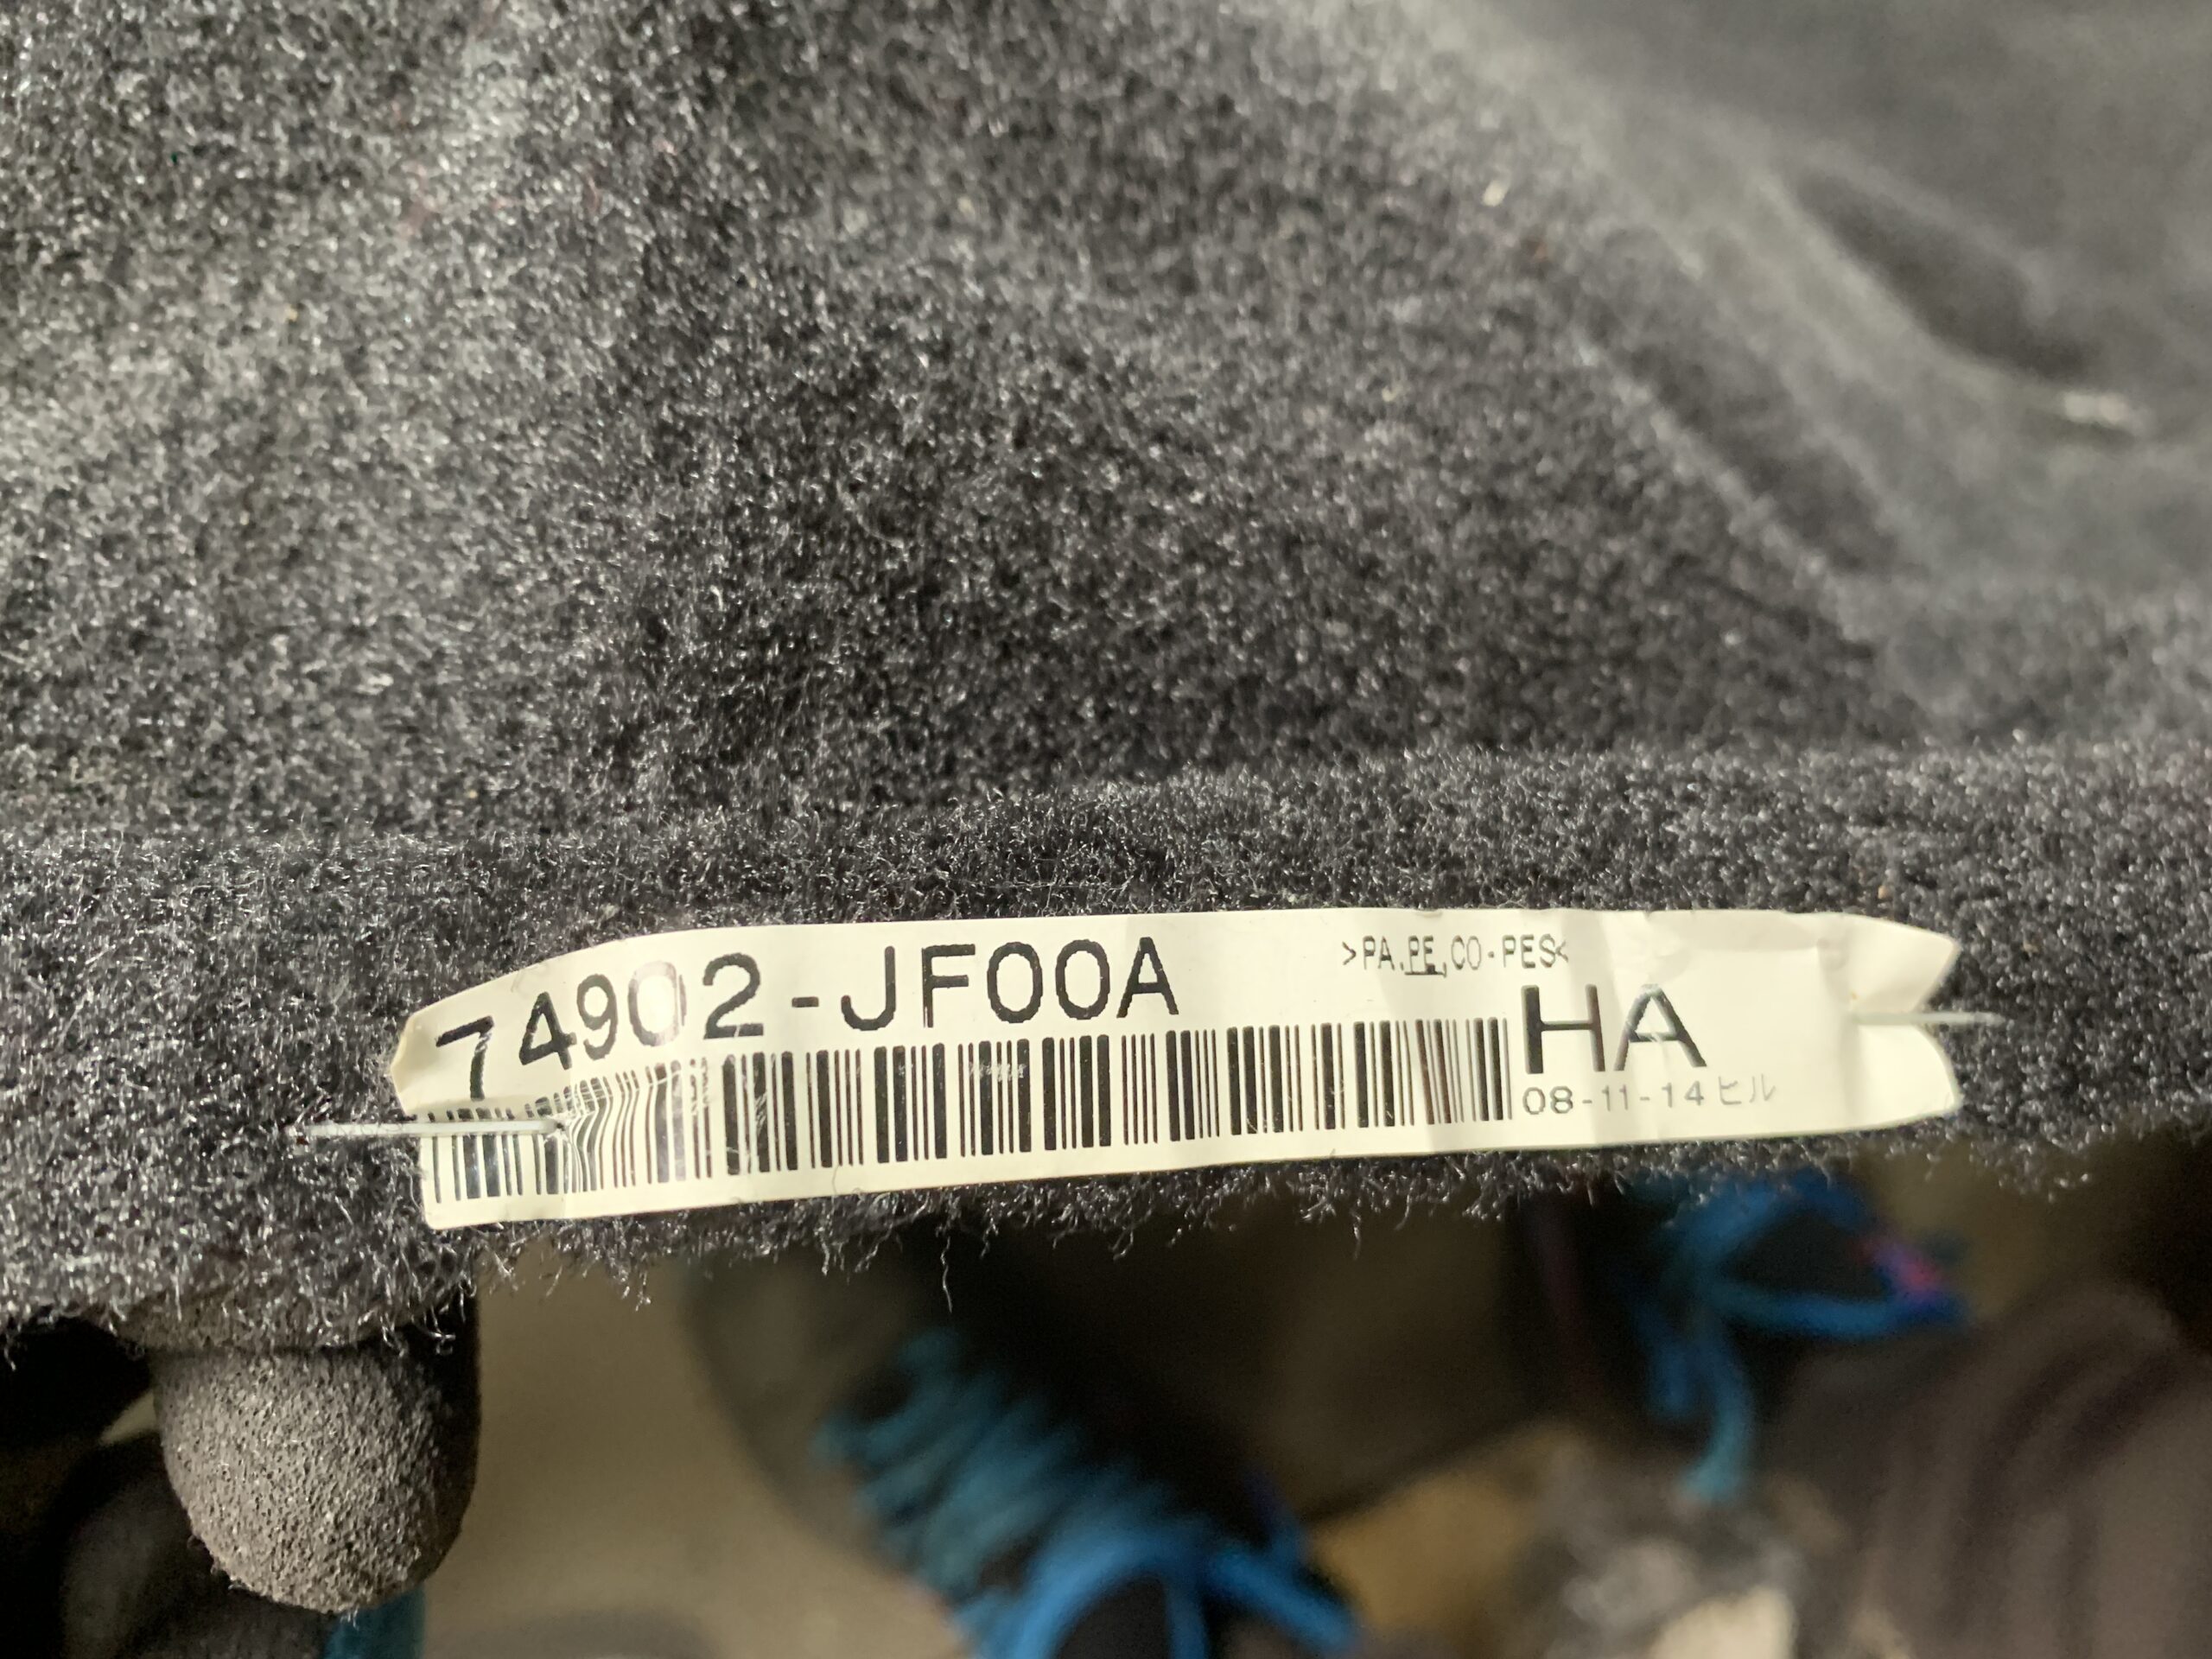 74902-JF00A
>PA,PE,CO-PES<
HA
08-11-14 ヒル